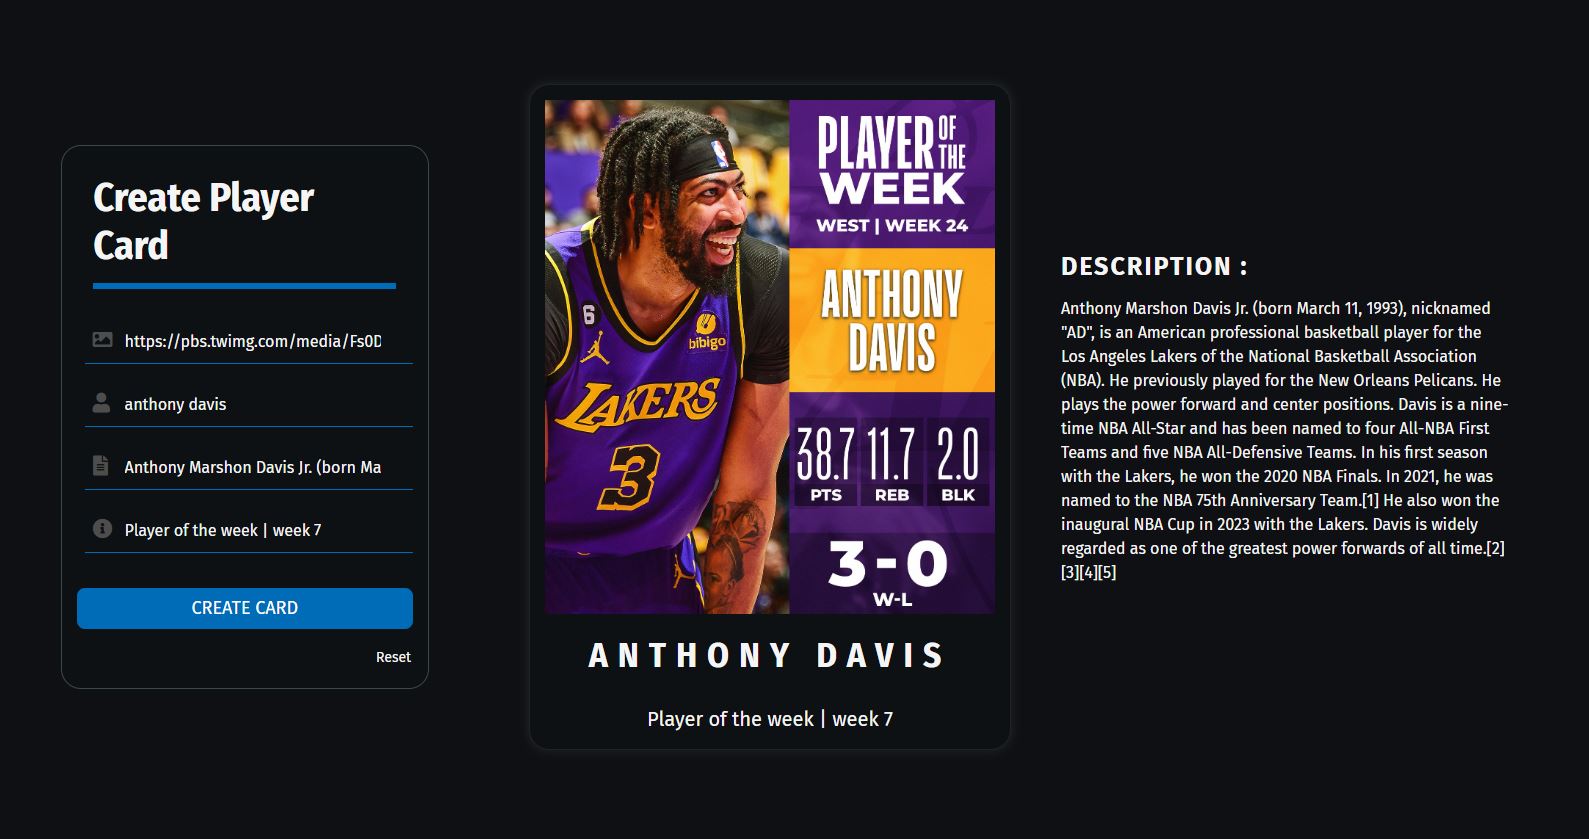 Create Player
Card
https://pbs.twimg.com/media/Fs0D
anthony davis
Anthony Marshon Davis Jr. (born Ma
Player of the week | week 7
CREATE CARD
Reset
6
bibigo
LAKERS
3
PLAYER OF THE
WEEK
WEST | WEEK 24
ANTHONY
DAVIS
38.7 11.7 2.0
PTS REB BLK
3-0
W-L
ANTHONY DAVIS
Player of the week | week 7
DESCRIPTION :
Anthony Marshon Davis Jr. (born March 11, 1993), nicknamed
"AD", is an American professional basketball player for the
Los Angeles Lakers of the National Basketball Association
(NBA). He previously played for the New Orleans Pelicans. He
plays the power forward and center positions. Davis is a nine-
time NBA All-Star and has been named to four All-NBA First
Teams and five NBA All-Defensive Teams. In his first season
with the Lakers, he won the 2020 NBA Finals. In 2021, he was
named to the NBA 75th Anniversary Team.[1] He also won the
inaugural NBA Cup in 2023 with the Lakers. Davis is widely
regarded as one of the greatest power forwards of all time.[2]
[3][4][5]